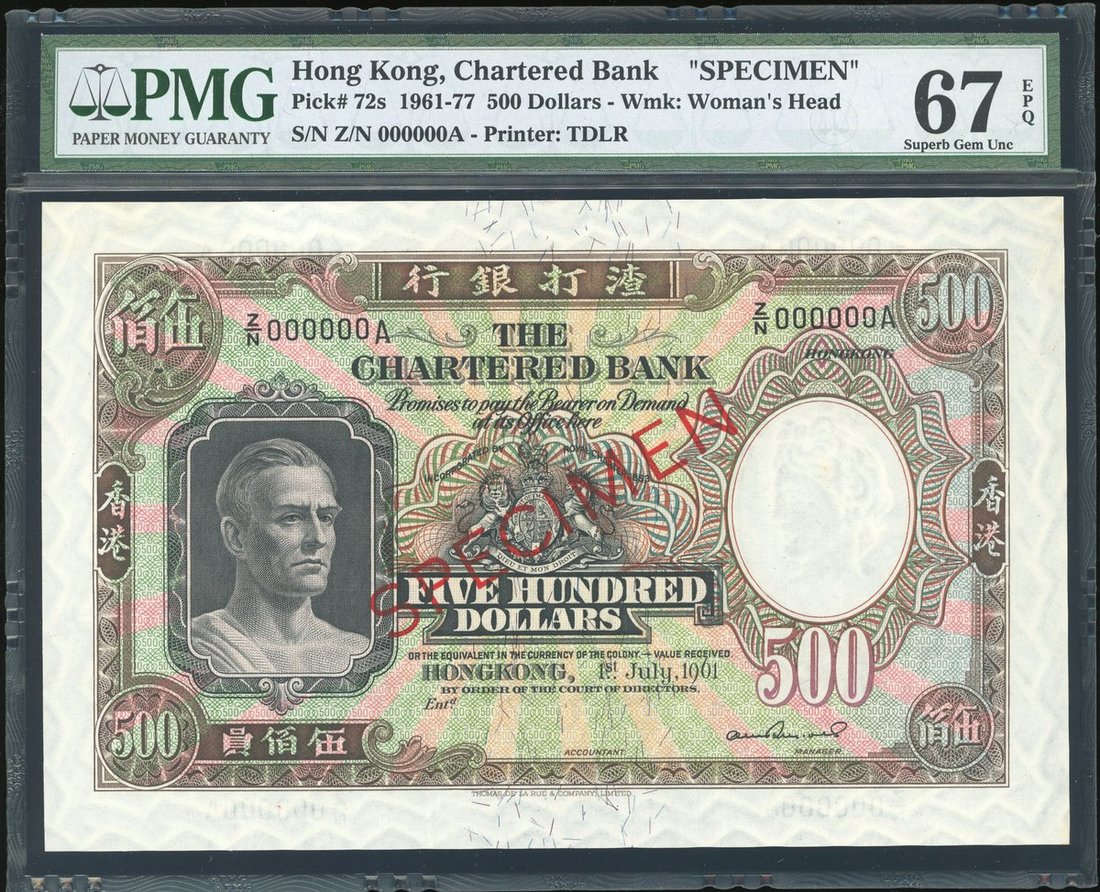 PMG
PAPER MONEY GUARANTY
Hong Kong, Chartered Bank "SPECIMEN"
Pick# 72s 1961-77 500 Dollars - Wmk: Woman's Head
S/N Z/N 000000A - Printer: TDLR
67 EPQ
Superb Gem Unc
行銀打渣
佰伍
500
Z/N 000000A
Z/N 000000A
HONGKONG
THE
CHARTERED BANK
Promises to pay the Bearer on Demand
at its Office here
INCORPORATED BY ROYAL CHARTER 1853
SPECIMEN
香港
香港
DIEU ET MON DROIT
FIVE HUNDRED
DOLLARS
500
OR THE EQUIVALENT IN THE CURRENCY OF THE COLONY.—VALUE RECEIVED.
HONGKONG, 1st July, 1961
BY ORDER OF THE COURT OF DIRECTORS.
Entd
500
員佰伍
佰伍
ACCOUNTANT.
MANAGER.
THOMAS DE LA RUE & COMPANY, LIMITED.